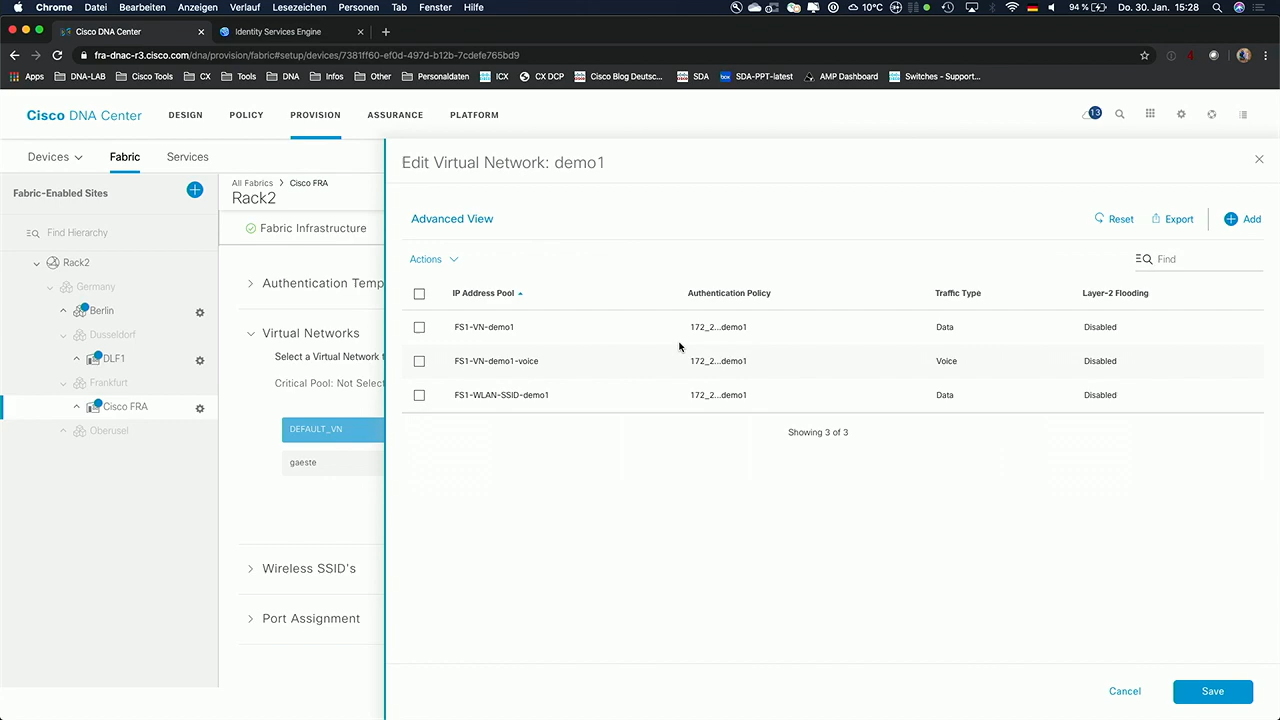 Chrome Datei Bearbeiten Anzeigen Verlauf Lesezeichen Personen Tab Fenster Hilfe 10°C 94 % Do. 30. Jan. 15:28
Cisco DNA Center Identity Services Engine
fra-dnac-r3.cisco.com/dna/provision/fabric#setup/devices/7381ff60-ef0d-497d-b12b-7cdefe765bd9
Apps DNA-LAB Cisco Tools CX Tools DNA Infos Other Personaldaten ICX CX DCP Cisco Blog Deutsc... SDA SDA-PPT-latest AMP Dashboard Switches - Support...
Cisco DNA Center DESIGN POLICY PROVISION ASSURANCE PLATFORM 13
Devices Fabric Services
Fabric-Enabled Sites
Find Hierarchy
Rack2
Germany
Berlin
Dusseldorf
DLF1
Frankfurt
Cisco FRA
Oberusel
All Fabrics > Cisco FRA
Rack2
Fabric Infrastructure
Authentication Temp
Virtual Networks
Select a Virtual Network t
Critical Pool: Not Select
DEFAULT_VN
gaeste
Wireless SSID's
Port Assignment
Edit Virtual Network: demo1
Advanced View Reset Export Add
Actions Find
IP Address Pool Authentication Policy Traffic Type Layer-2 Flooding
FS1-VN-demo1 172_2...demo1 Data Disabled
FS1-VN-demo1-voice 172_2...demo1 Voice Disabled
FS1-WLAN-SSID-demo1 172_2...demo1 Data Disabled
Showing 3 of 3
Cancel Save